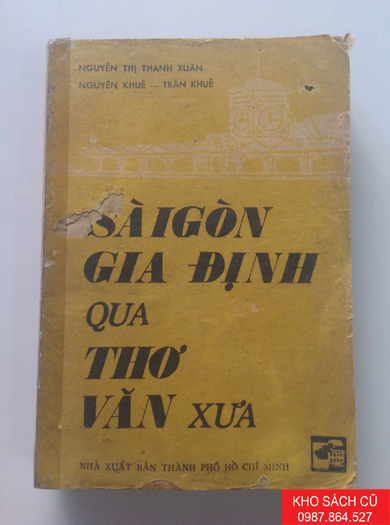 NGUYỄN THỊ THANH XUÂN
NGUYỄN KHUÊ — TRẦN KHUÊ
SÀIGÒN
GIA ĐỊNH
QUA
THƠ
VĂN XƯA
NHÀ XUẤT BẢN THÀNH PHỐ HỒ CHÍ MINH
KHO SÁCH CŨ
0987.864.527